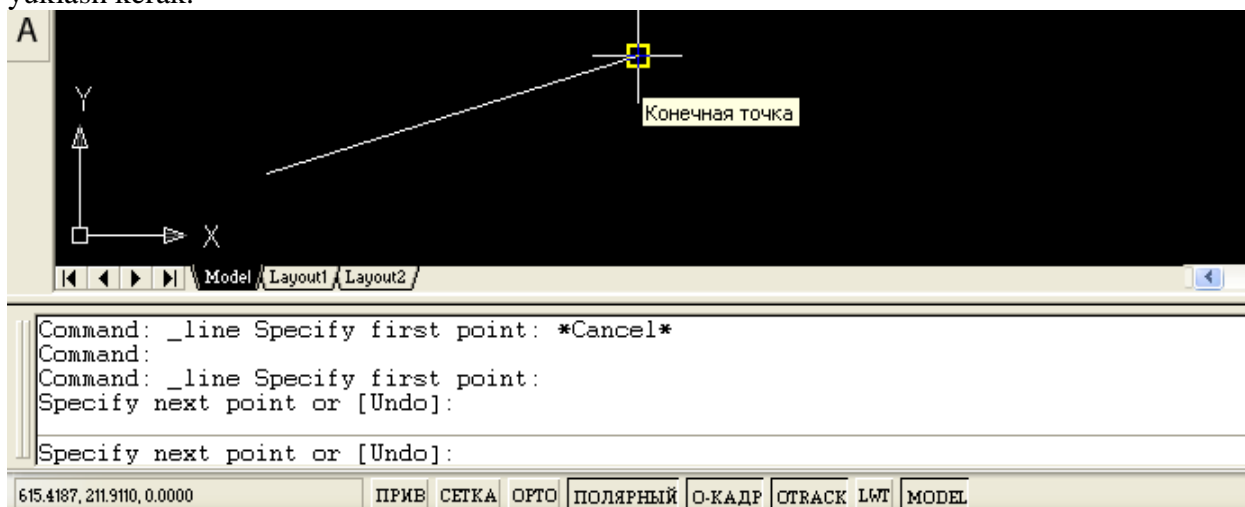 yuklash kerak.
A
Y
Конечная точка
X
Model Layout1 Layout2
Command: _line Specify first point: *Cancel*
Command:
Command: _line Specify first point:
Specify next point or [Undo]:
Specify next point or [Undo]:
615.4187, 211.9110, 0.0000 ПРИВ СЕТКА ОРТО ПОЛЯРНЫЙ О-КАДР OTRACK LWT MODEL